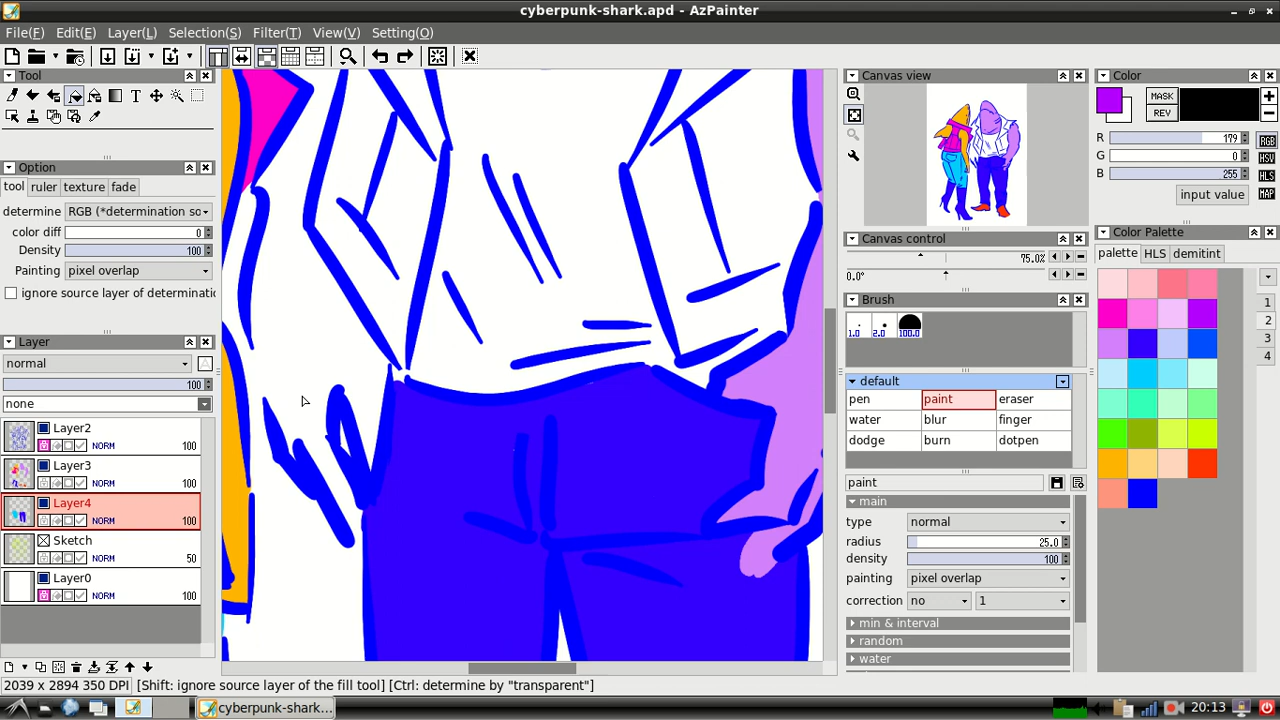 cyberpunk-shark.apd - AzPainter
File(F) Edit(E) Layer(L) Selection(S) Filter(T) View(V) Setting(O)
Tool
T
Option
tool ruler texture fade
determine RGB (*determination so
color diff 0
Density 100
Painting pixel overlap
ignore source layer of determinatio
Layer
normal
100
none
Layer2
NORM 100
Layer3
NORM 100
Layer4
NORM 100
Sketch
NORM 50
Layer0
NORM 100
Canvas view
Canvas control
75.0%
0.0°
Brush
1.0 2.0 100.0
default
pen paint eraser
water blur finger
dodge burn dotpen
paint
main
type normal
radius 25.0
density 100
painting pixel overlap
correction no 1
min & interval
random
water
Color
MASK
REV
R 179
G 0
B 255
input value
RGB
HSV
HLS
MAP
Color Palette
palette HLS demitint
1
2
3
4
2039 x 2894 350 DPI [Shift: ignore source layer of the fill tool] [Ctrl: determine by "transparent"]
cyberpunk-shark...
20:13